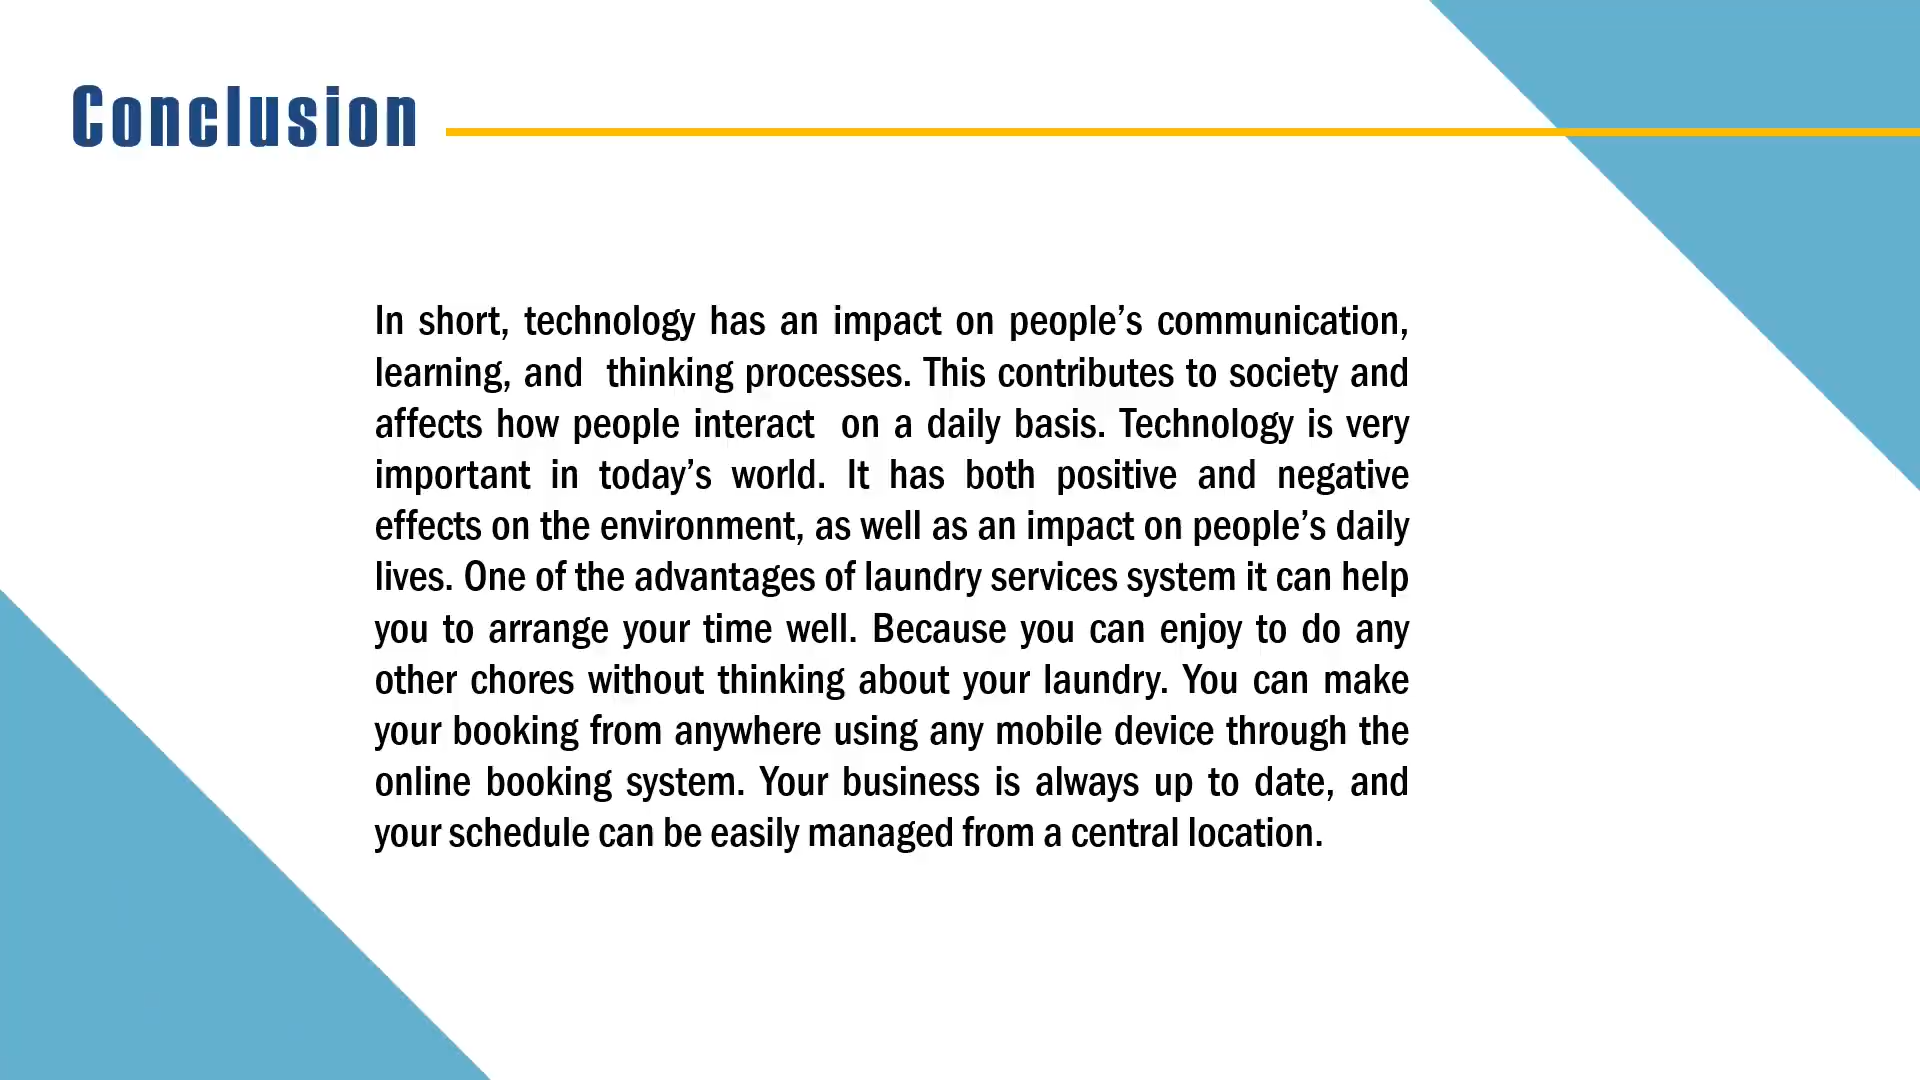 Conclusion
In short, technology has an impact on people’s communication,
learning, and thinking processes. This contributes to society and
affects how people interact on a daily basis. Technology is very
important in today’s world. It has both positive and negative
effects on the environment, as well as an impact on people’s daily
lives. One of the advantages of laundry services system it can help
you to arrange your time well. Because you can enjoy to do any
other chores without thinking about your laundry. You can make
your booking from anywhere using any mobile device through the
online booking system. Your business is always up to date, and
your schedule can be easily managed from a central location.